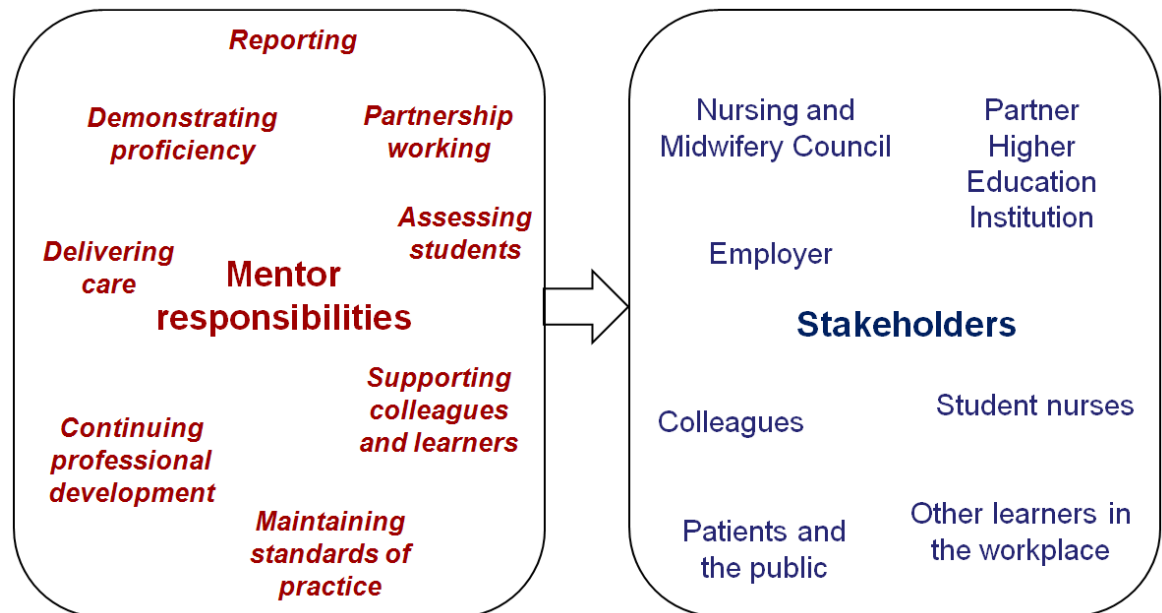 Reporting
Demonstrating
proficiency
Partnership
working
Assessing
students
Delivering
care
Mentor
responsibilities
Supporting
colleagues
and learners
Continuing
professional
development
Maintaining
standards of
practice
Nursing and
Midwifery Council
Partner
Higher
Education
Institution
Employer
Stakeholders
Colleagues
Student nurses
Patients and
the public
Other learners in
the workplace